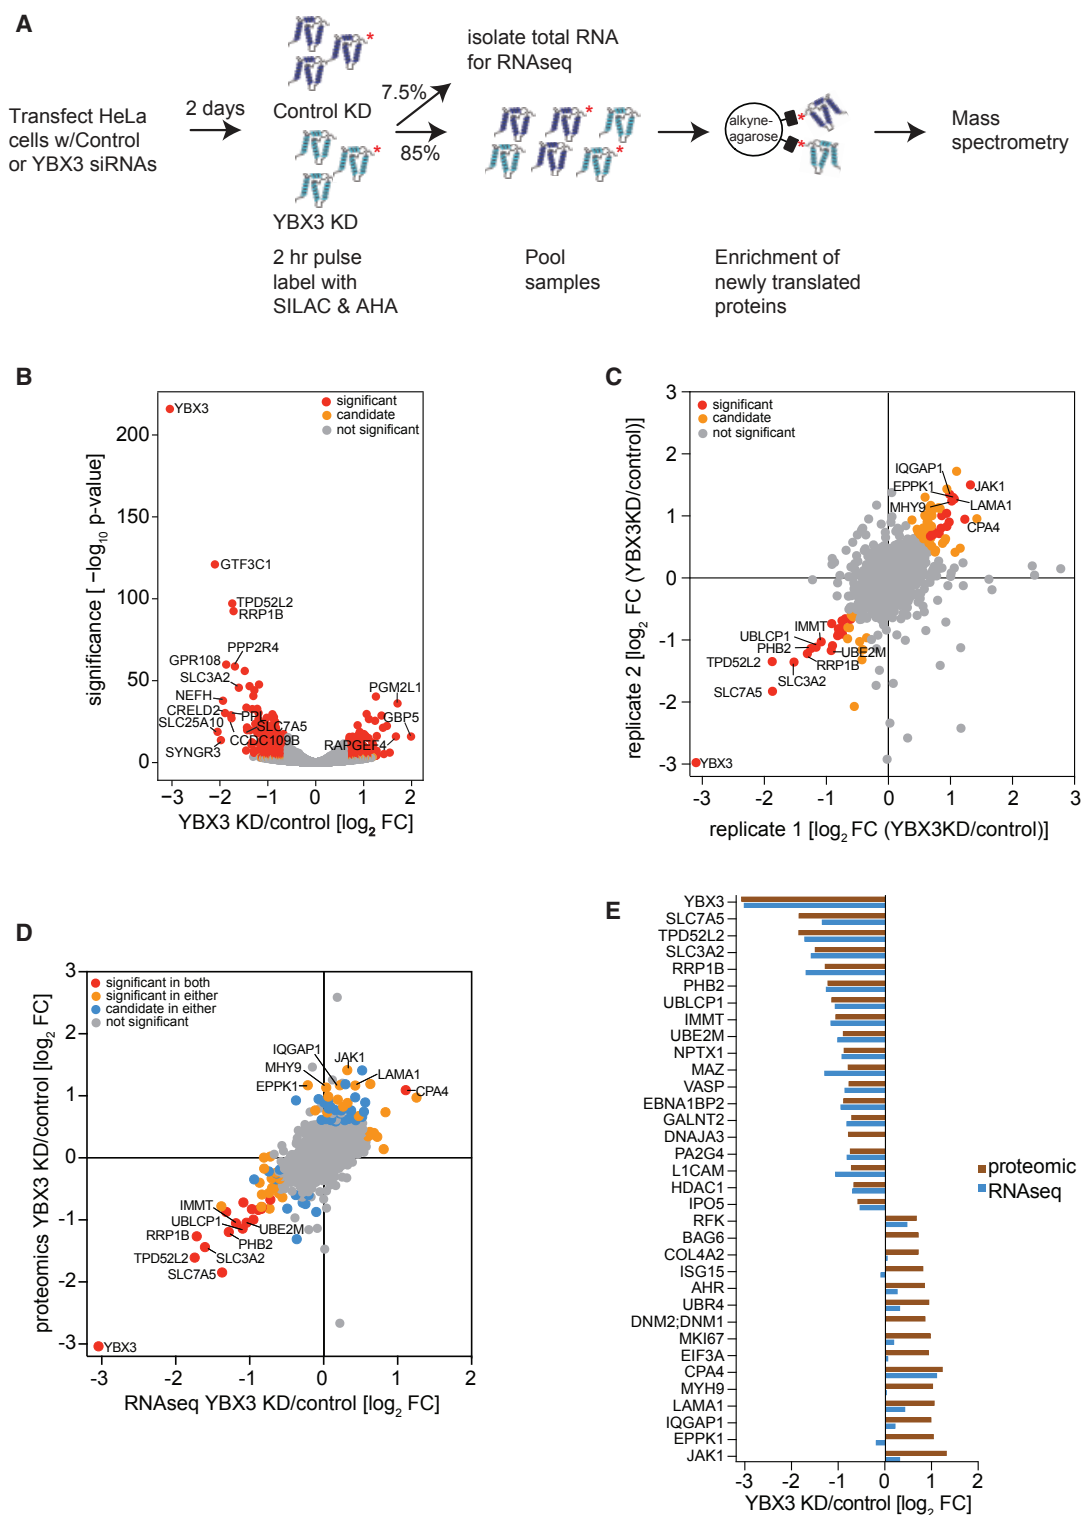 A
Transfect HeLa
cells w/Control
or YBX3 siRNAs
2 days
*
Control KD
*
YBX3 KD
2 hr pulse
label with
SILAC & AHA
7.5%
85%
isolate total RNA
for RNAseq
*
*
Pool
samples
alkyne-
agarose
*
*
Enrichment of
newly translated
proteins
Mass
spectrometry
B
significance [ −log10 p-value]
200
150
100
50
0
significant
candidate
not significant
YBX3
GTF3C1
TPD52L2
RRP1B
PPP2R4
GPR108
SLC3A2
NEFH
CRELD2
PPL
SLC25A10
SLC7A5
CCDC109B
SYNGR3
PGM2L1
GBP5
RAPGEF4
−3 −2 −1 0 1 2
YBX3 KD/control [log2 FC]
C
replicate 2 [log2 FC (YBX3KD/control)]
3
2
1
0
-1
-2
-3
significant
candidate
not significant
IQGAP1
EPPK1
JAK1
MHY9
LAMA1
CPA4
IMMT
UBLCP1
PHB2
UBE2M
TPD52L2
RRP1B
SLC3A2
SLC7A5
YBX3
-3 -2 -1 0 1 2 3
replicate 1 [log2 FC (YBX3KD/control)]
D
proteomics YBX3 KD/control [log2 FC]
3
2
1
0
-1
-2
-3
significant in both
significant in either
candidate in either
not significant
IQGAP1
JAK1
MHY9
LAMA1
EPPK1
CPA4
IMMT
UBLCP1
UBE2M
RRP1B
PHB2
TPD52L2
SLC3A2
SLC7A5
YBX3
-3 -2 -1 0 1 2
RNAseq YBX3 KD/control [log2 FC]
E
YBX3
SLC7A5
TPD52L2
SLC3A2
RRP1B
PHB2
UBLCP1
IMMT
UBE2M
NPTX1
MAZ
VASP
EBNA1BP2
GALNT2
DNAJA3
PA2G4
L1CAM
HDAC1
IPO5
RFK
BAG6
COL4A2
ISG15
AHR
UBR4
DNM2;DNM1
MKI67
EIF3A
CPA4
MYH9
LAMA1
IQGAP1
EPPK1
JAK1
proteomic
RNAseq
-3 -2 -1 0 1 2
YBX3 KD/control [log2 FC]